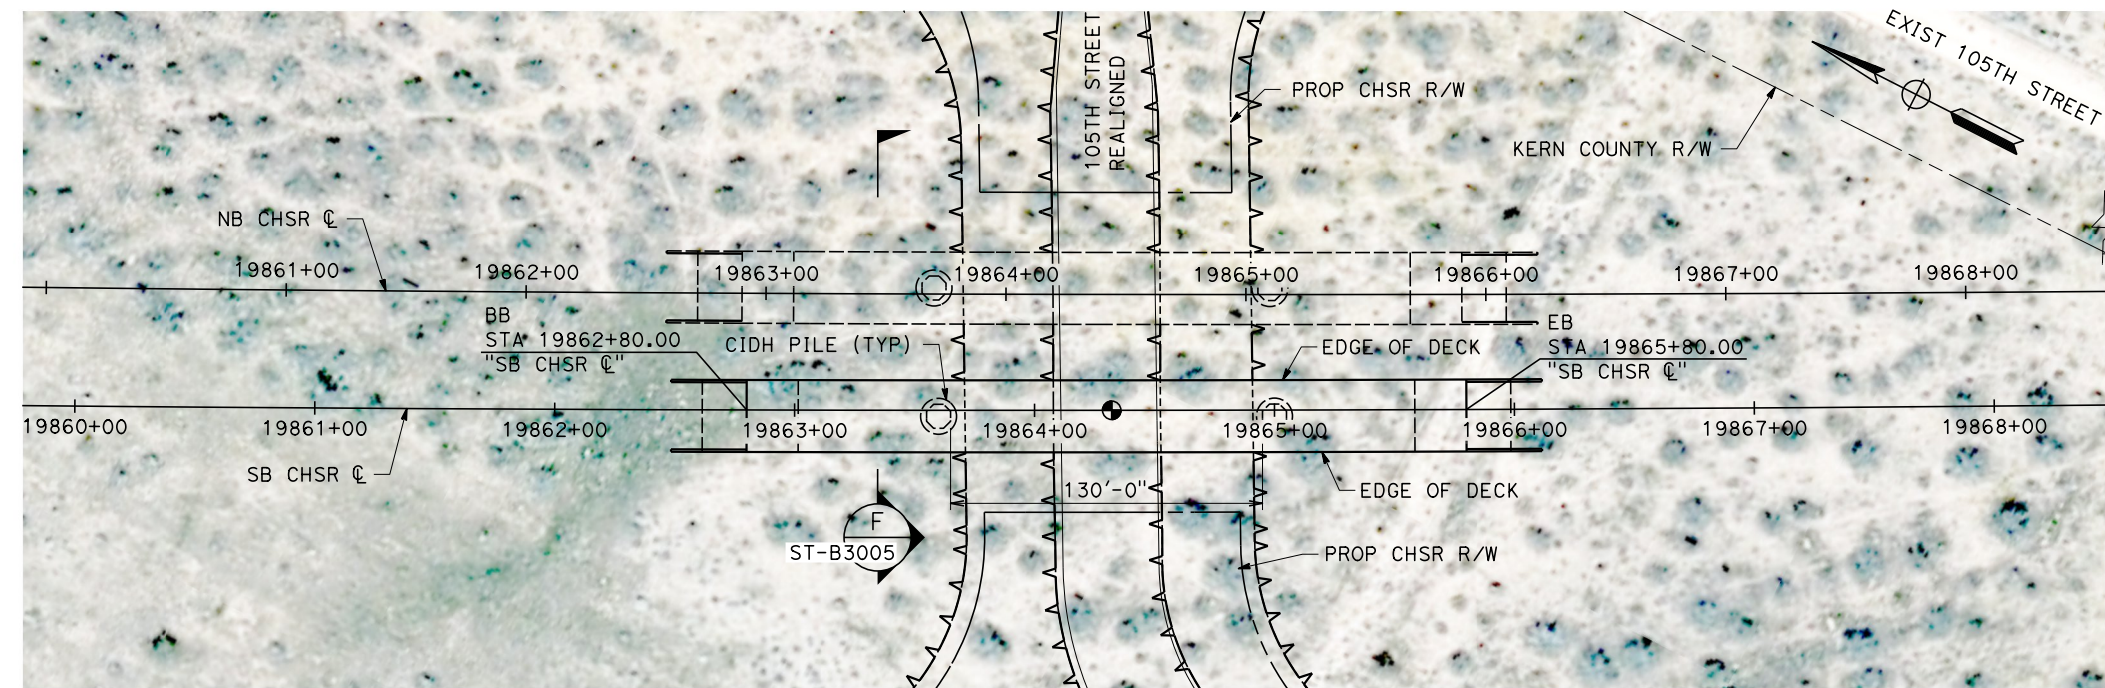 EXIST 105TH STREET
105TH STREET
REALIGNED
PROP CHSR R/W
KERN COUNTY R/W
NB CHSR ℄
19861+00
19862+00
19863+00
19864+00
19865+00
19866+00
19867+00
19868+00
BB
STA 19862+80.00
"SB CHSR ℄"
CIDH PILE (TYP)
EDGE OF DECK
EB
STA 19865+80.00
"SB CHSR ℄"
19860+00
19861+00
19862+00
19863+00
19864+00
19865+00
19866+00
19867+00
19868+00
SB CHSR ℄
130'-0"
EDGE OF DECK
F
ST-B3005
PROP CHSR R/W